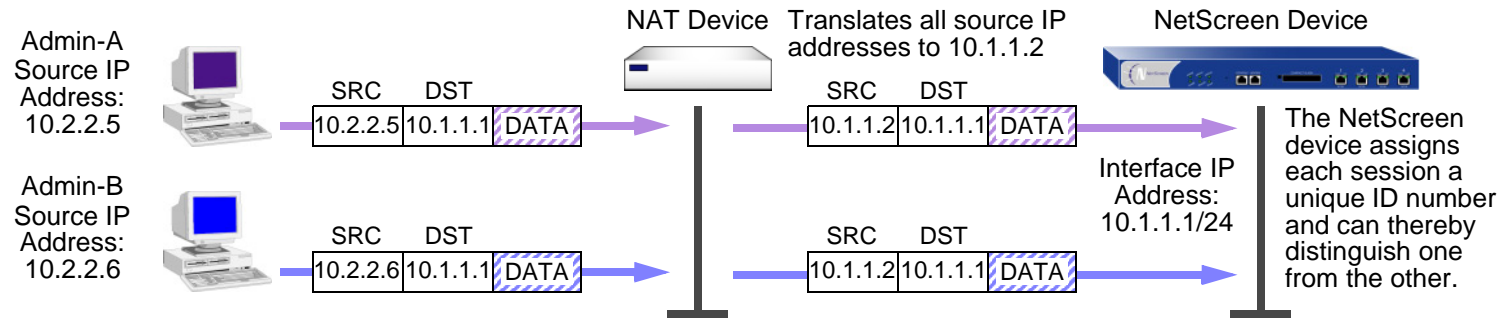 Admin-A
Source IP
Address:
10.2.2.5
SRC DST
10.2.2.5 10.1.1.1 DATA
NAT Device
Translates all source IP
addresses to 10.1.1.2
SRC DST
10.1.1.2 10.1.1.1 DATA
NetScreen Device
Admin-B
Source IP
Address:
10.2.2.6
SRC DST
10.2.2.6 10.1.1.1 DATA
SRC DST
10.1.1.2 10.1.1.1 DATA
Interface IP
Address:
10.1.1.1/24
The NetScreen
device assigns
each session a
unique ID number
and can thereby
distinguish one
from the other.